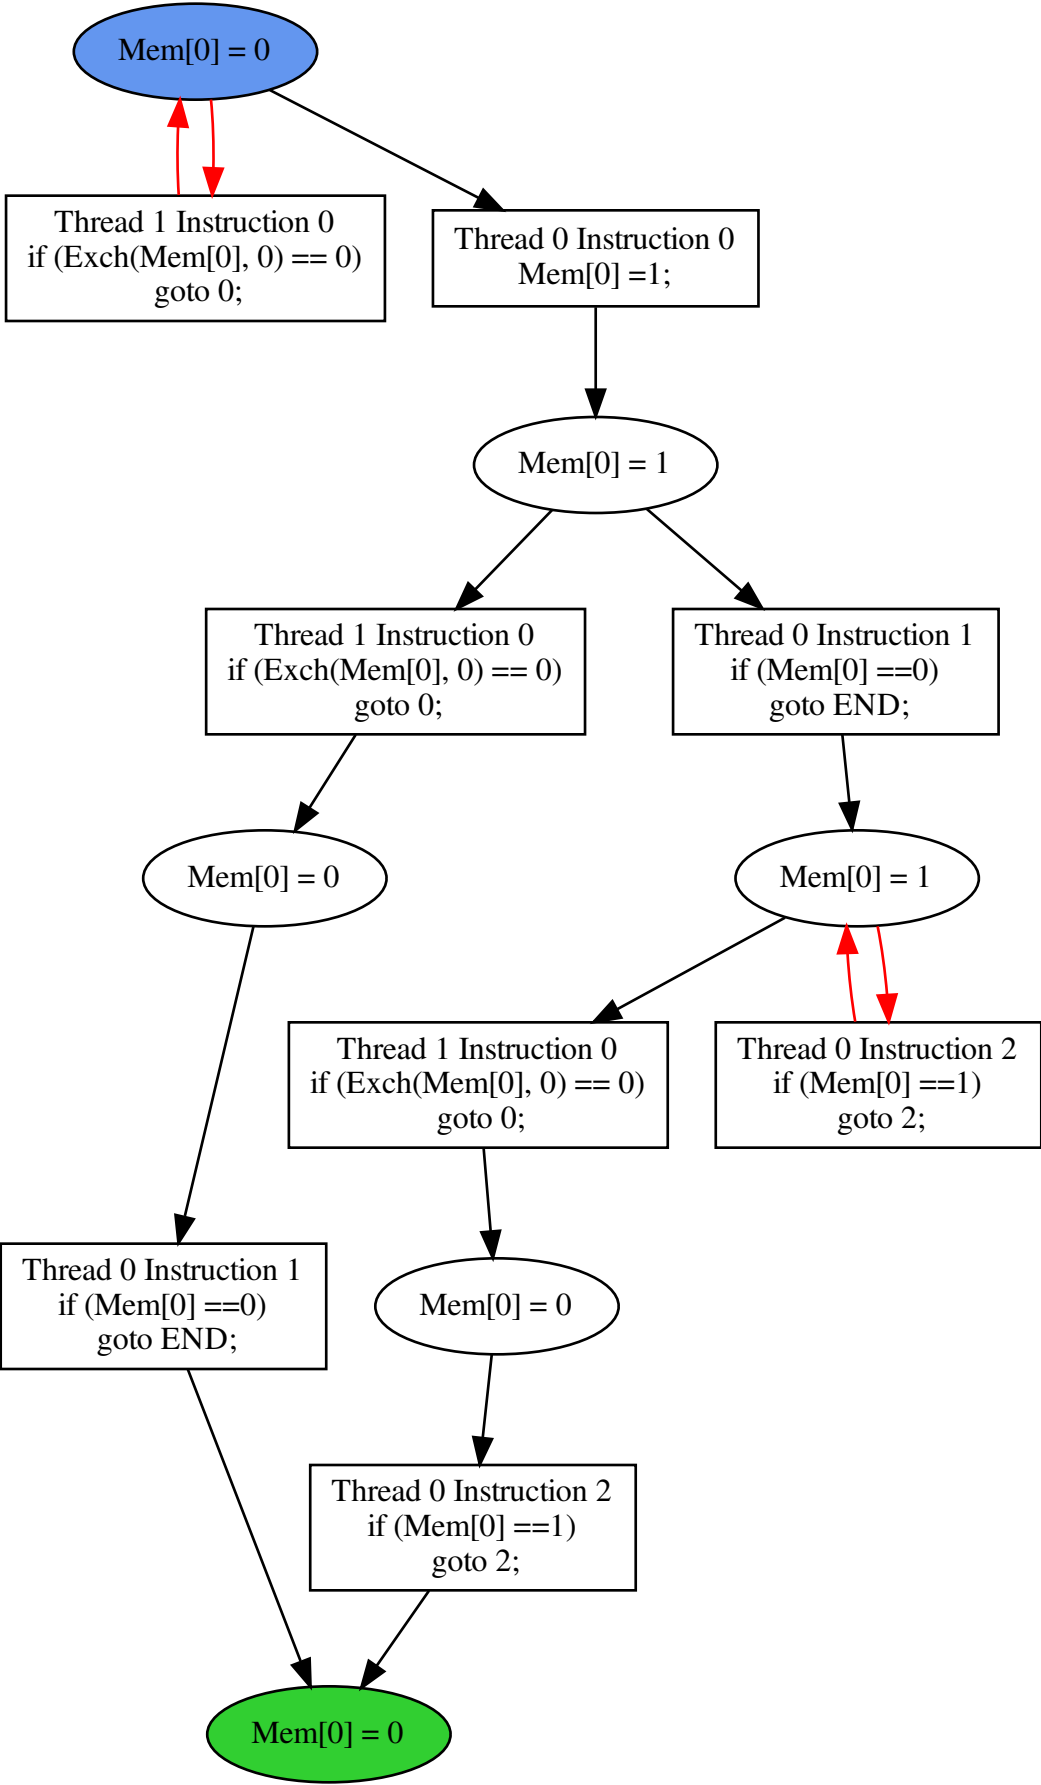 Mem[0] = 0
Thread 1 Instruction 0
if (Exch(Mem[0], 0) == 0)
goto 0;
Thread 0 Instruction 0
Mem[0] =1;
Mem[0] = 1
Thread 1 Instruction 0
if (Exch(Mem[0], 0) == 0)
goto 0;
Thread 0 Instruction 1
if (Mem[0] ==0)
goto END;
Mem[0] = 0
Mem[0] = 1
Thread 1 Instruction 0
if (Exch(Mem[0], 0) == 0)
goto 0;
Thread 0 Instruction 2
if (Mem[0] ==1)
goto 2;
Thread 0 Instruction 1
if (Mem[0] ==0)
goto END;
Mem[0] = 0
Thread 0 Instruction 2
if (Mem[0] ==1)
goto 2;
Mem[0] = 0